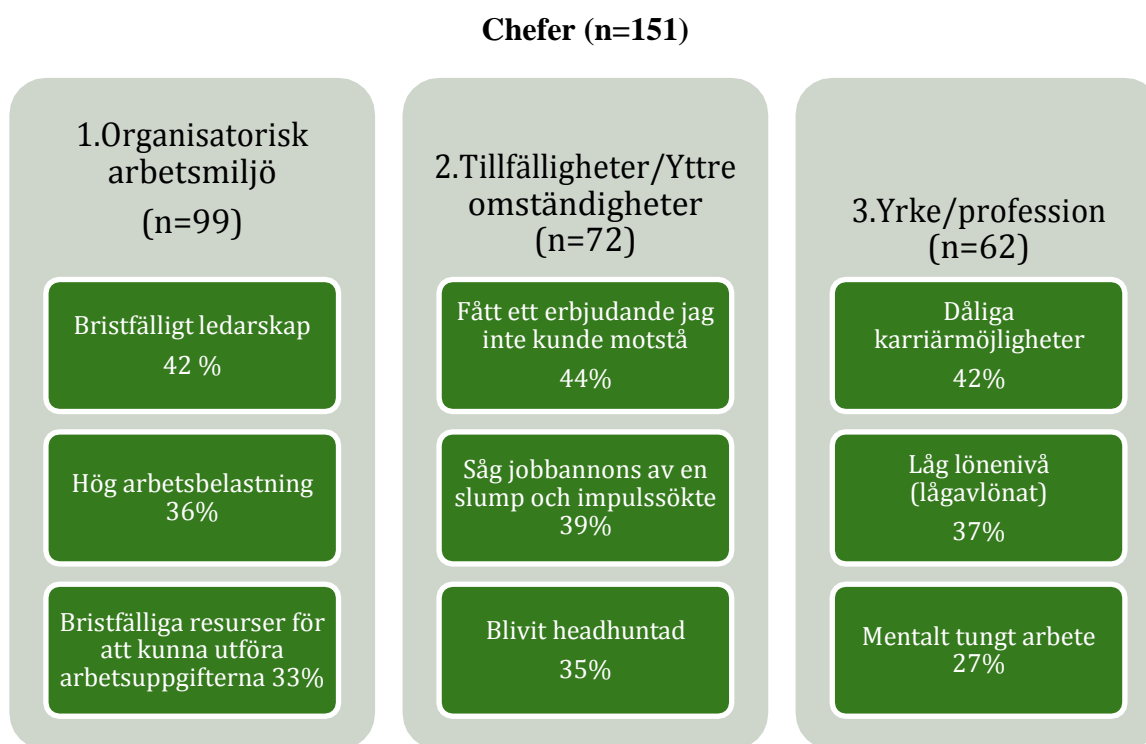 Chefer (n=151)
1.Organisatorisk
arbetsmiljö
(n=99)
Bristfälligt ledarskap
42 %
Hög arbetsbelastning
36%
Bristfälliga resurser för
att kunna utföra
arbetsuppgifterna 33%
2.Tillfälligheter/Yttre
omständigheter
(n=72)
Fått ett erbjudande jag
inte kunde motstå
44%
Såg jobbannons av en
slump och impulssökte
39%
Blivit headhuntad
35%
3.Yrke/profession
(n=62)
Dåliga
karriärmöjligheter
42%
Låg lönenivå
(lågavlönat)
37%
Mentalt tungt arbete
27%